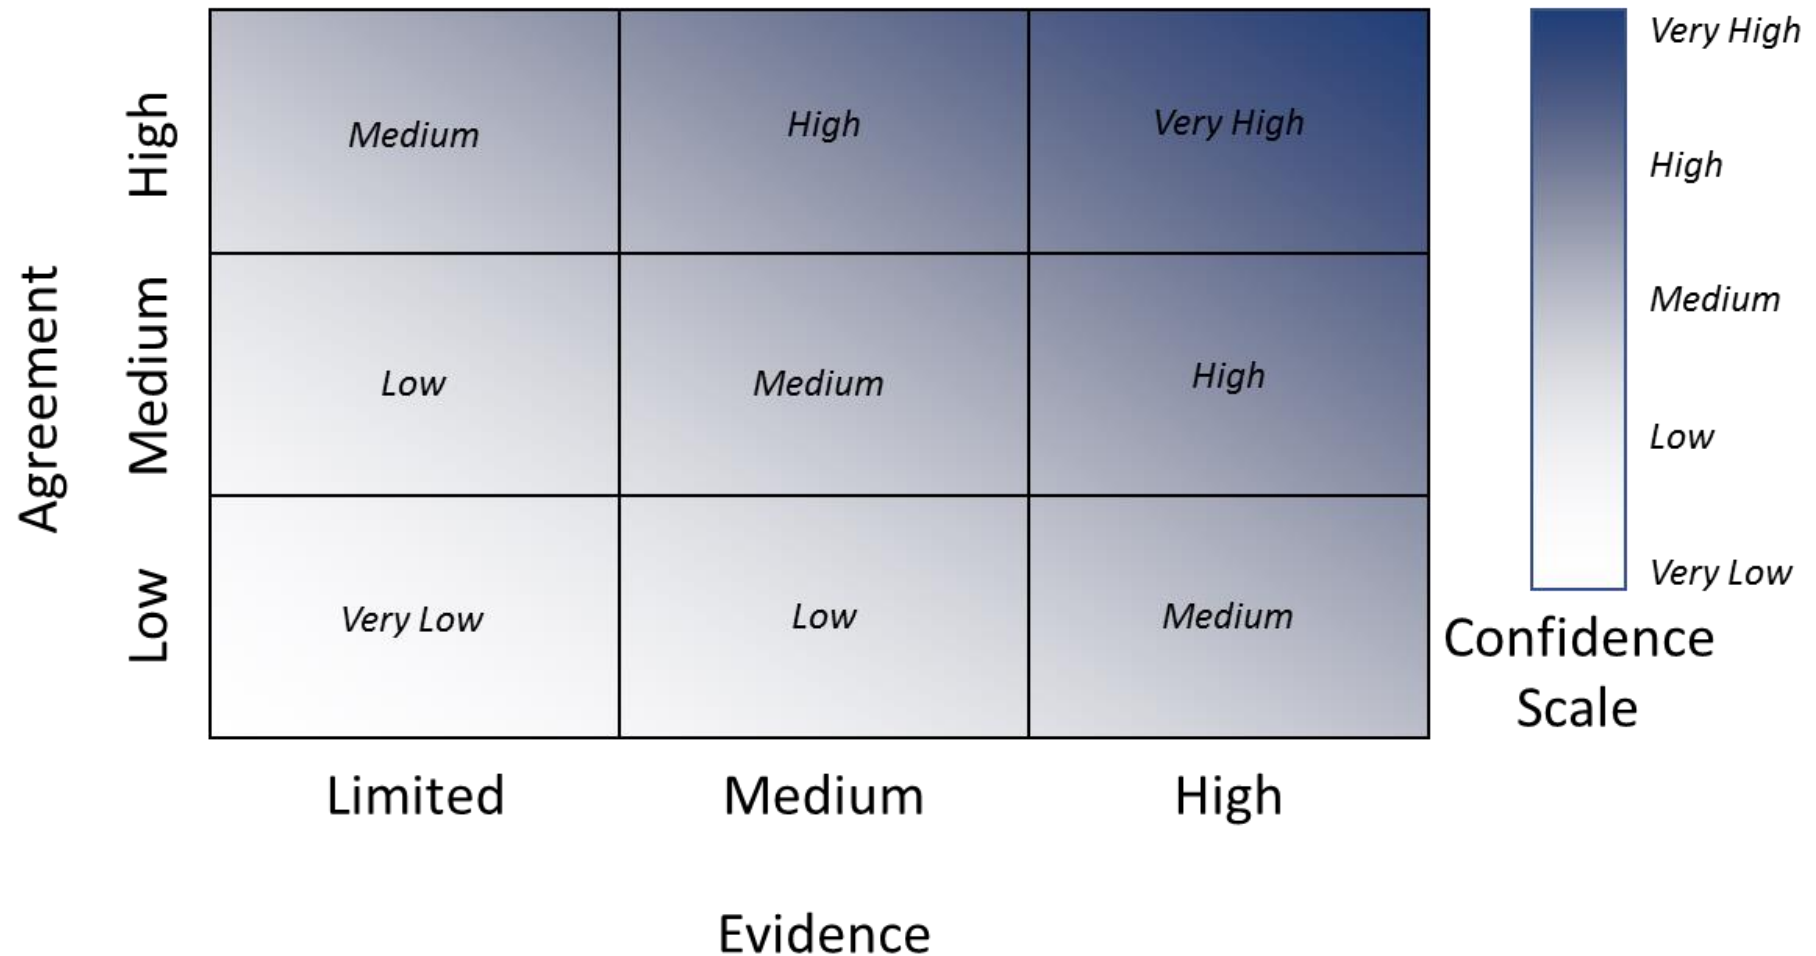 Agreement
High
Medium
Low
Medium
High
Very High
Low
Medium
High
Very Low
Low
Medium
Limited
Medium
High
Evidence
Very High
High
Medium
Low
Very Low
Confidence
Scale